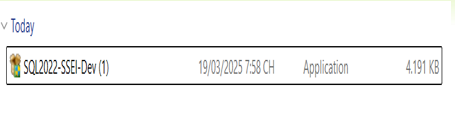 Today
SQL2022-SSEI-Dev (1) 19/03/2025 7:58 CH Application 4.191 KB